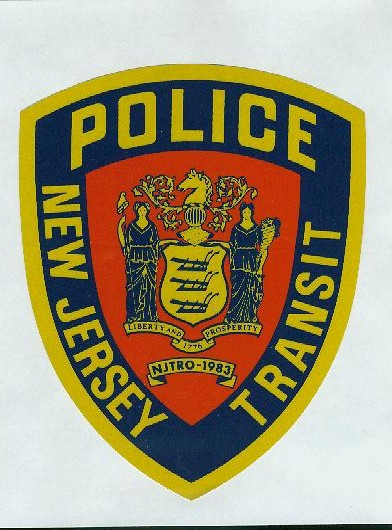 POLICE
NEW JERSEY
TRANSIT
LIBERTY AND PROSPERITY
1776
NJTRO-1983